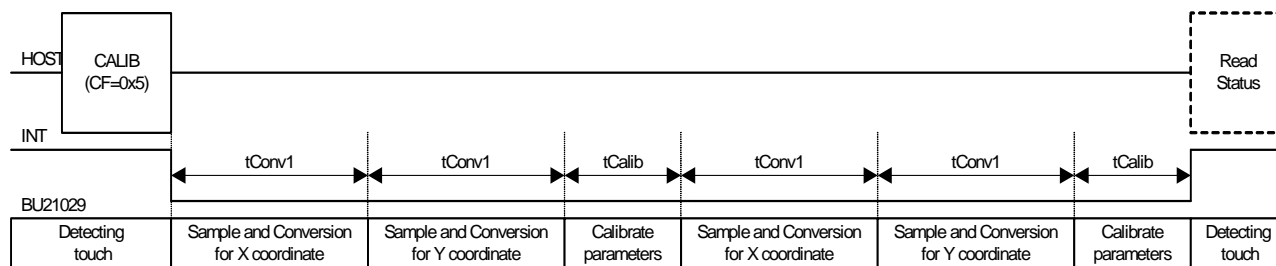 HOST
CALIB
(CF=0x5)
Read
Status
INT
tConv1
tConv1
tCalib
tConv1
tConv1
tCalib
BU21029
Detecting
touch
Sample and Conversion
for X coordinate
Sample and Conversion
for Y coordinate
Calibrate
parameters
Sample and Conversion
for X coordinate
Sample and Conversion
for Y coordinate
Calibrate
parameters
Detecting
touch